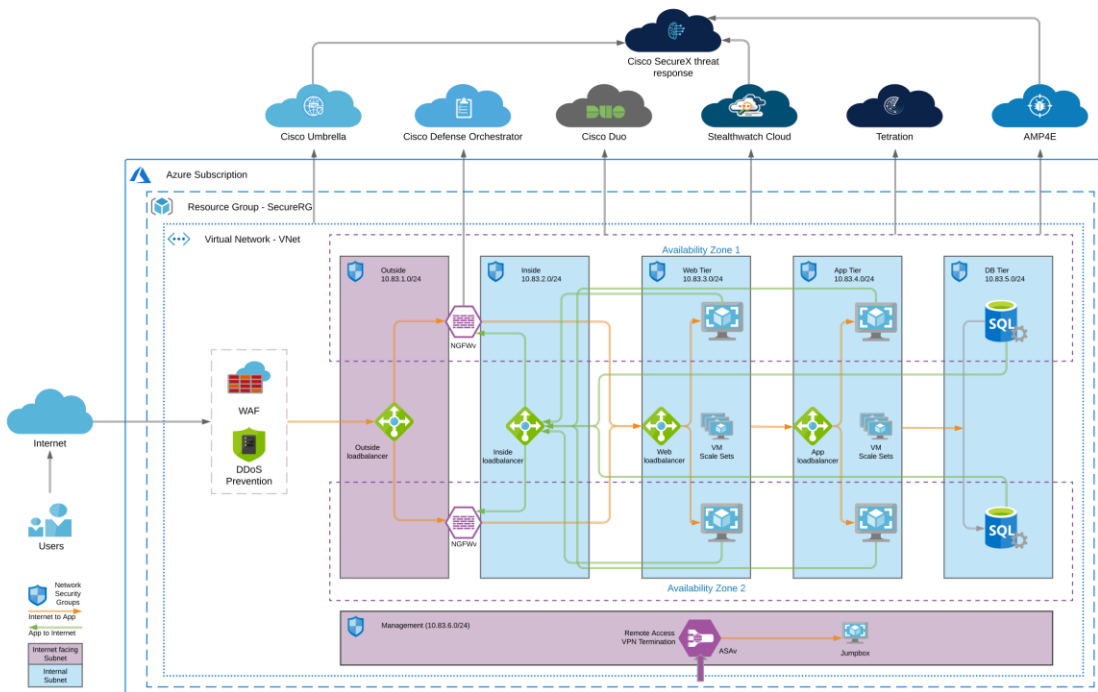 Cisco SecureX threat
response
Cisco Umbrella
Cisco Defense Orchestrator
DUO
Cisco Duo
Stealthwatch Cloud
Tetration
AMP4E
Azure Subscription
Resource Group - SecureRG
Virtual Network - VNet
Availability Zone 1
Outside
10.83.1.0/24
Inside
10.83.2.0/24
Web Tier
10.83.3.0/24
App Tier
10.83.4.0/24
DB Tier
10.83.5.0/24
NGFWv
SQL
WAF
DDoS
Prevention
Internet
Users
Outside
loadbalancer
Inside
loadbalancer
Web
loadbalancer
VM
Scale Sets
App
loadbalancer
VM
Scale Sets
NGFWv
SQL
Availability Zone 2
Management (10.83.6.0/24)
Remote Access
VPN Termination
ASAv
Jumpbox
Network
Security
Groups
Internet to App
App to Internet
Internet facing
Subnet
Internal
Subnet